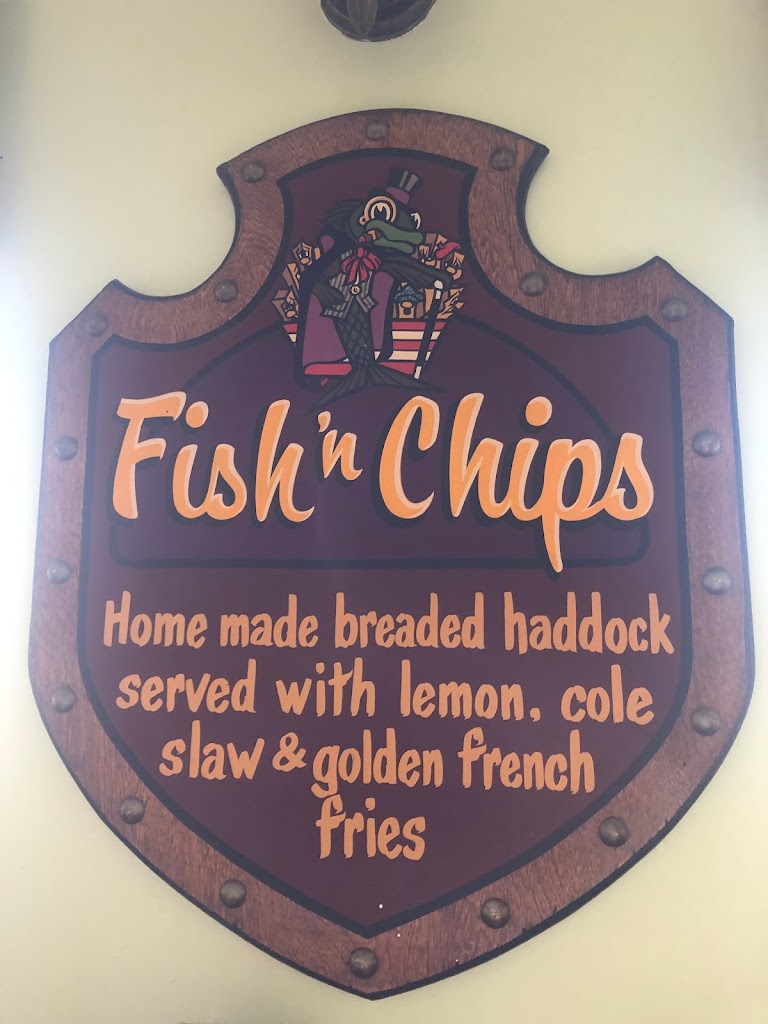 Fish 'n Chips
Home made breaded haddock
served with lemon, cole
slaw & golden french
fries